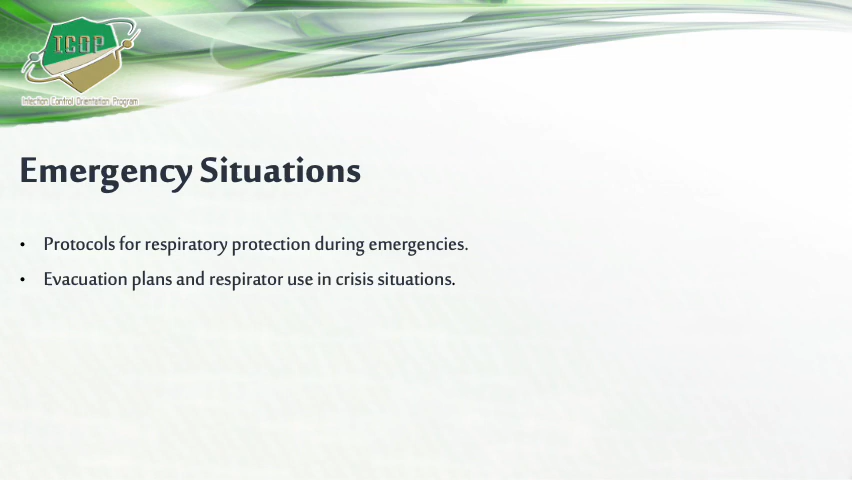 ICOP
Infection Control Orientation Program
Emergency Situations
• Protocols for respiratory protection during emergencies.
• Evacuation plans and respirator use in crisis situations.